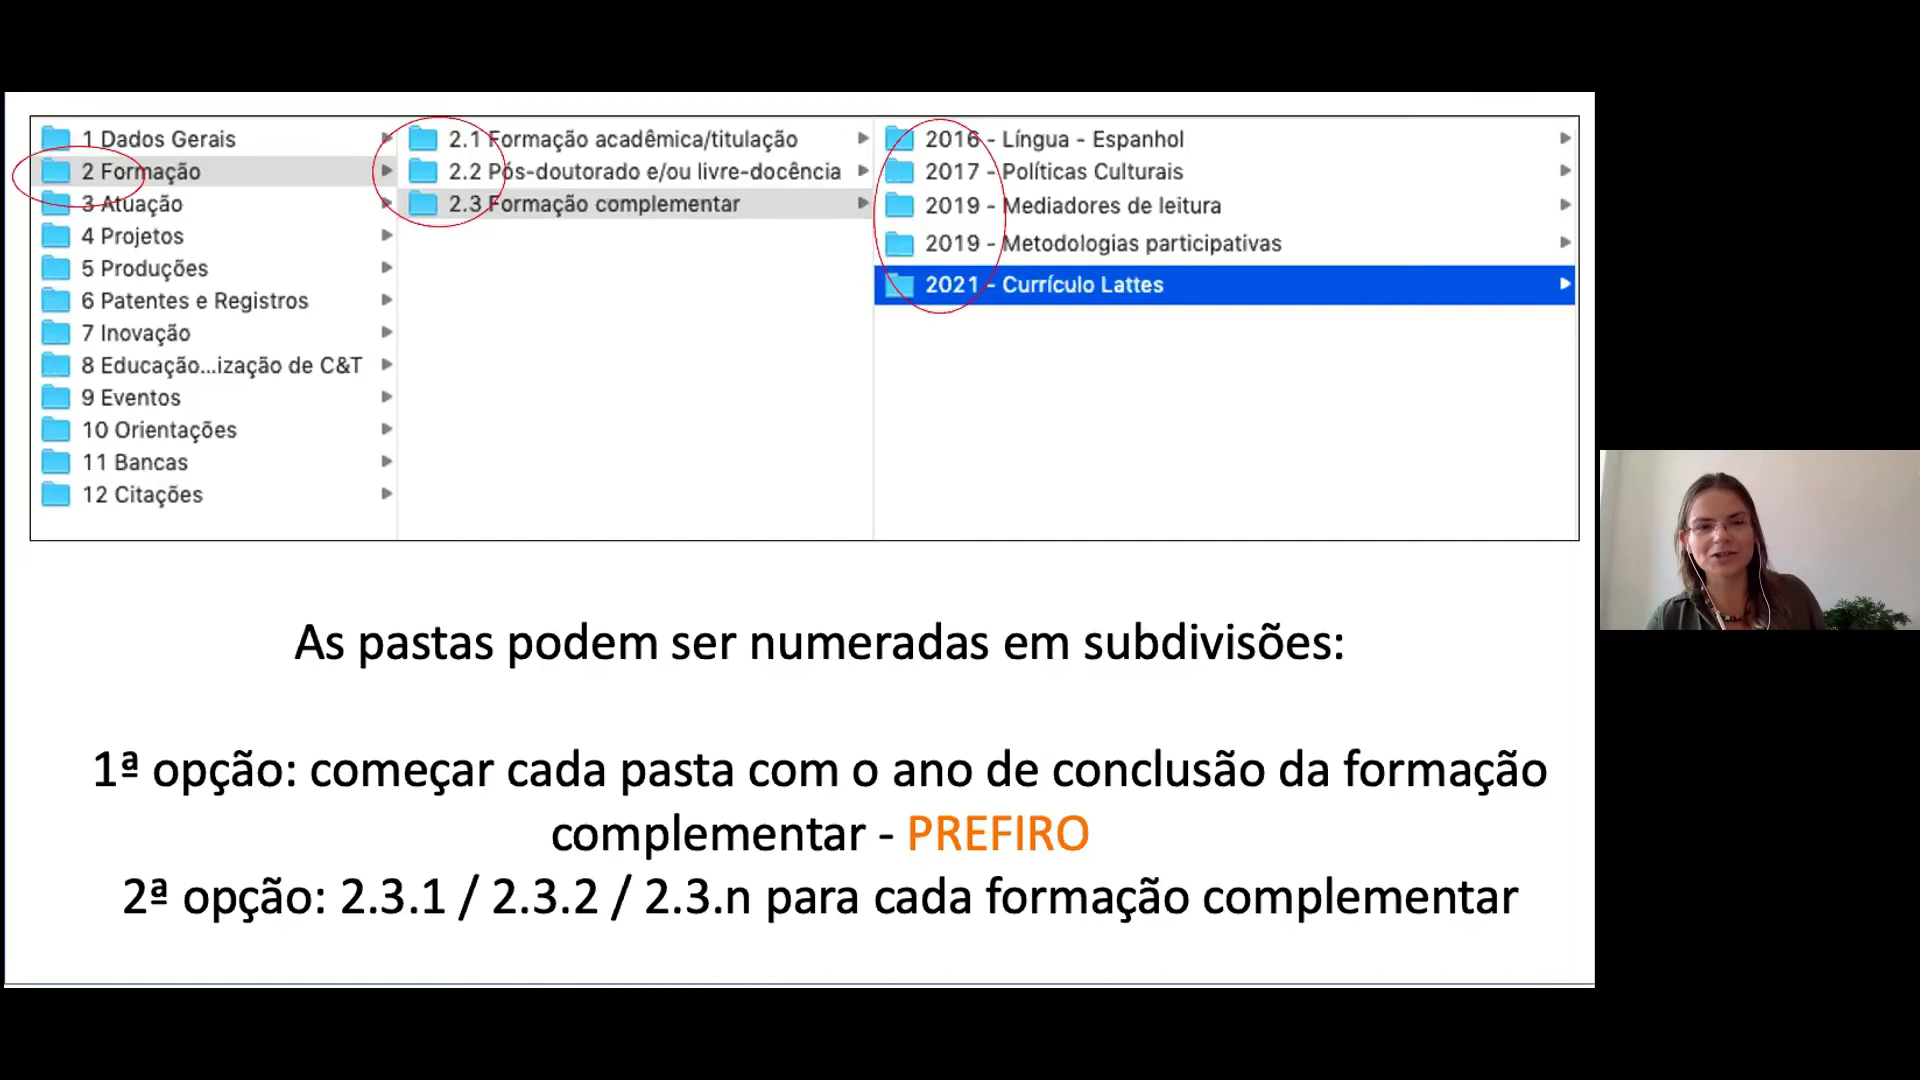 1 Dados Gerais
2 Formação
3 Atuação
4 Projetos
5 Produções
6 Patentes e Registros
7 Inovação
8 Educação...ização de C&T
9 Eventos
10 Orientações
11 Bancas
12 Citações
2.1 Formação acadêmica/titulação
2.2 Pós-doutorado e/ou livre-docência
2.3 Formação complementar
2016 - Língua - Espanhol
2017 - Políticas Culturais
2019 - Mediadores de leitura
2019 - Metodologias participativas
2021 - Currículo Lattes
As pastas podem ser numeradas em subdivisões:
1ª opção: começar cada pasta com o ano de conclusão da formação
complementar - PREFIRO
2ª opção: 2.3.1 / 2.3.2 / 2.3.n para cada formação complementar